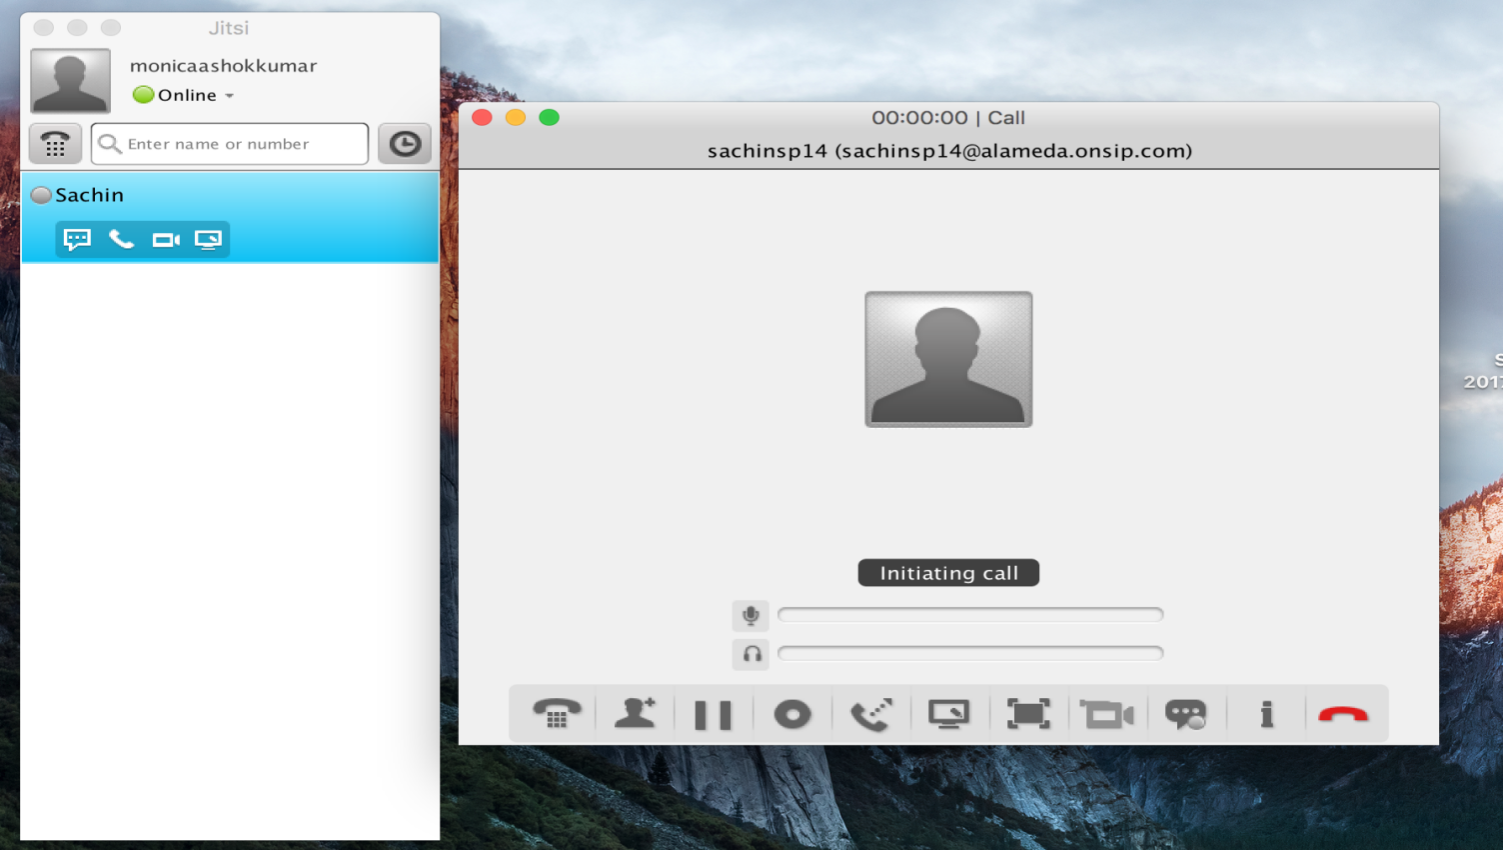 Jitsi
monicaashokkumar
Online
Enter name or number
Sachin
00:00:00 | Call
sachinsp14 (sachinsp14@alameda.onsip.com)
Initiating call